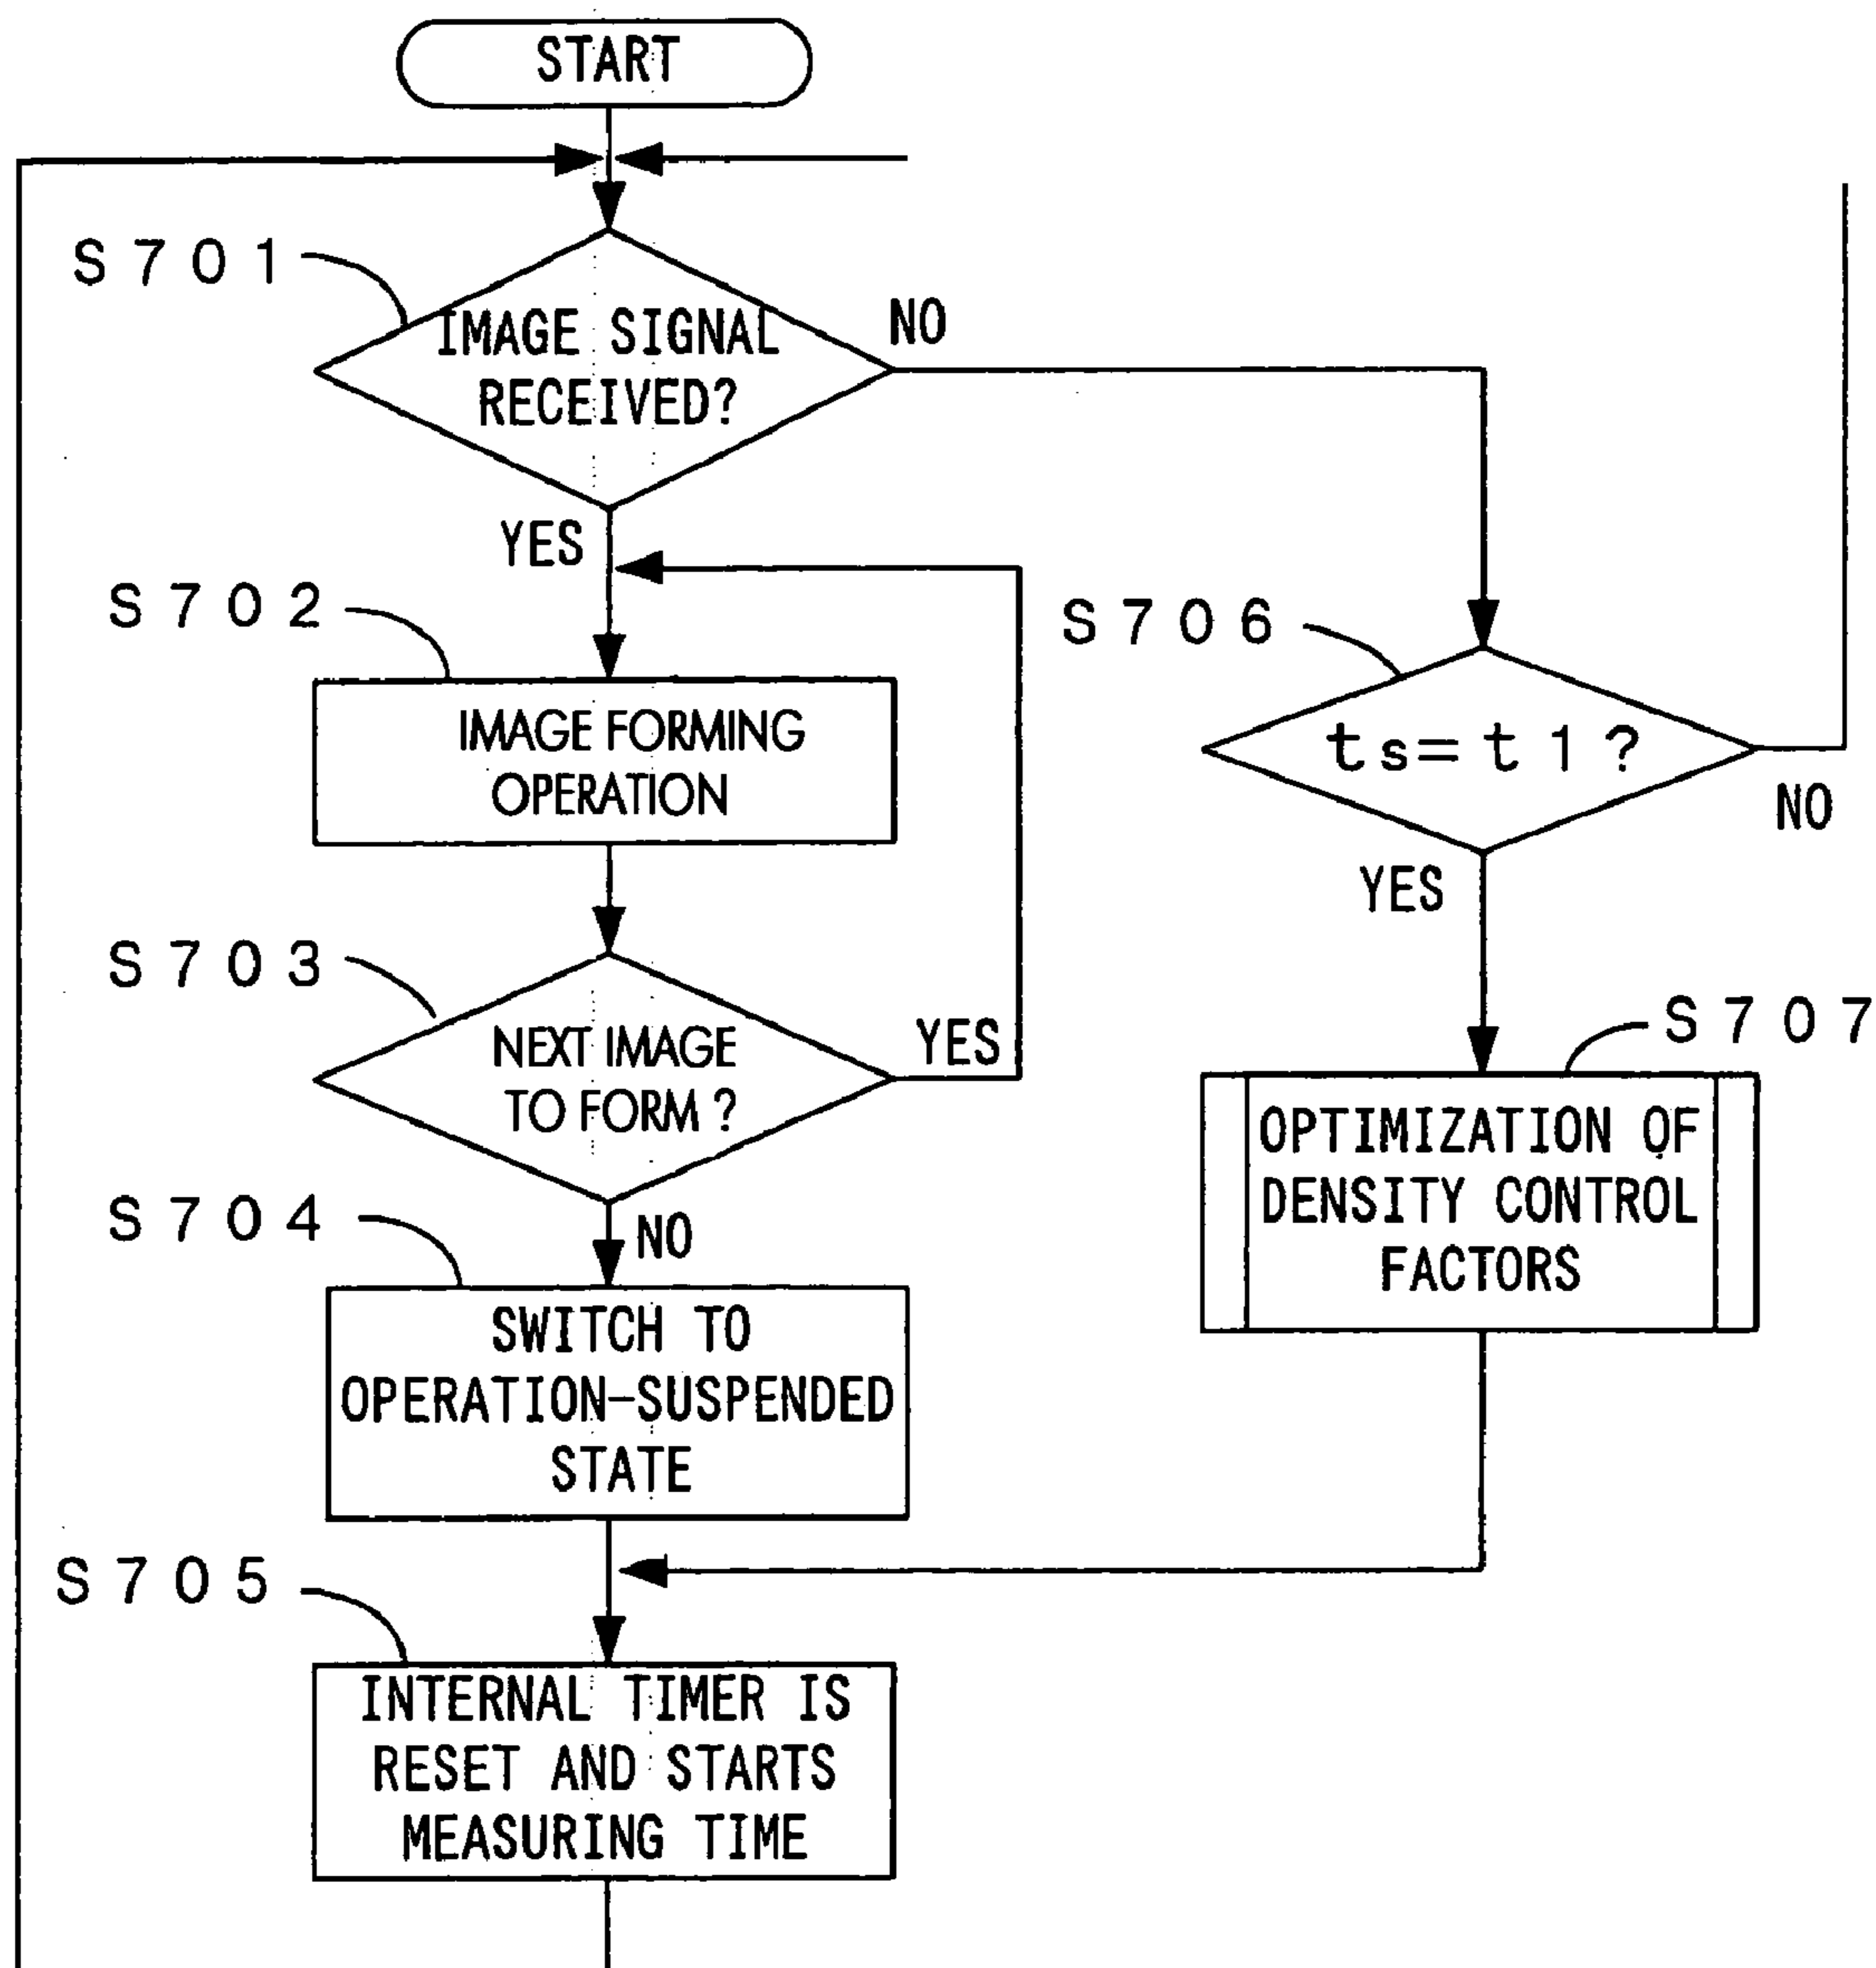 START
S701
IMAGE SIGNAL
RECEIVED?
NO
YES
S702
IMAGE FORMING
OPERATION
S706
ts=t1?
NO
YES
S703
NEXT IMAGE
TO FORM ?
YES
NO
S707
OPTIMIZATION OF
DENSITY CONTROL
FACTORS
S704
SWITCH TO
OPERATION-SUSPENDED
STATE
S705
INTERNAL TIMER IS
RESET AND STARTS
MEASURING TIME